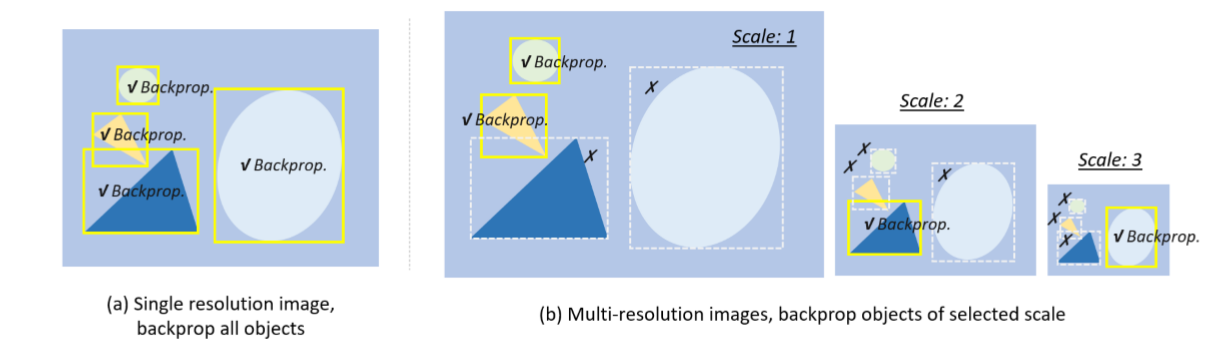 √ Backprop.
√ Backprop.
√ Backprop.
√ Backprop.
(a) Single resolution image,
backprop all objects
Scale: 1
√ Backprop.
✗
√ Backprop.
✗
Scale: 2
✗
✗
✗
√ Backprop.
Scale: 3
✗
✗
✗
√ Backprop.
(b) Multi-resolution images, backprop objects of selected scale